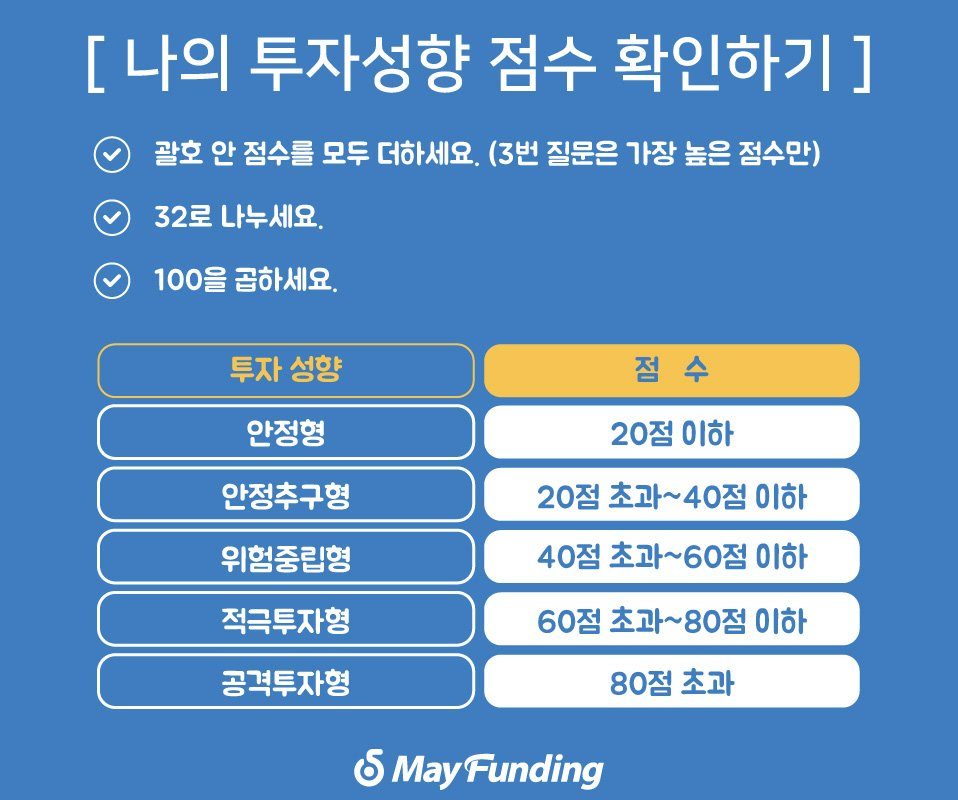 [ 나의 투자성향 점수 확인하기 ]
괄호 안 점수를 모두 더하세요. (3번 질문은 가장 높은 점수만)
32로 나누세요.
100을 곱하세요.
투자 성향 점 수
안정형 20점 이하
안정추구형 20점 초과~40점 이하
위험중립형 40점 초과~60점 이하
적극투자형 60점 초과~80점 이하
공격투자형 80점 초과
May Funding